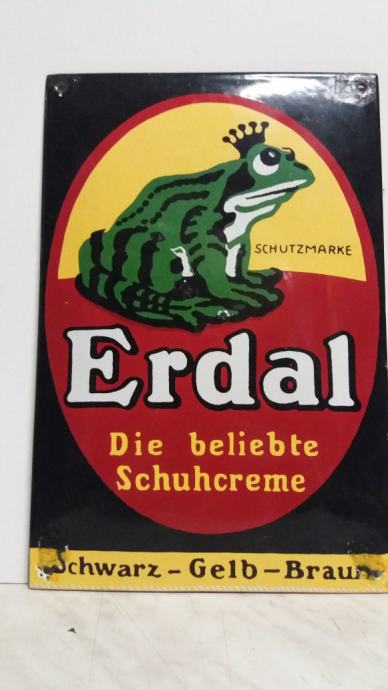 SCHUTZMARKE
Erdal
Die beliebte
Schuhcreme
Schwarz - Gelb - Braun